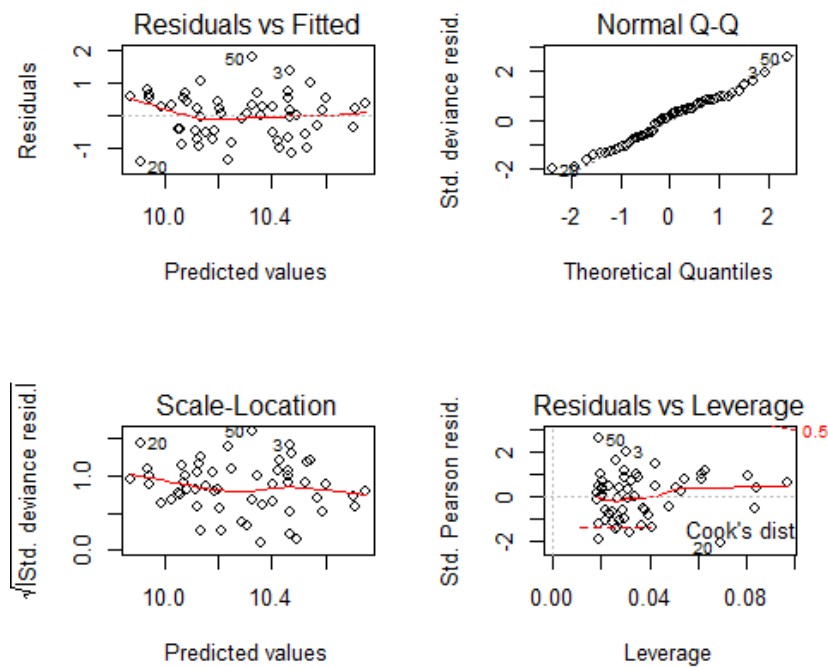 Residuals vs Fitted
Residuals
2
1
-1
50
3
20
10.0
10.4
Predicted values
Normal Q-Q
Std. deviance resid.
2
0
-2
50
3
20
-2
-1
0
1
2
Theoretical Quantiles
Scale-Location
√|Std. deviance resid.|
1.0
0.0
20
50
3
10.0
10.4
Predicted values
Residuals vs Leverage
Std. Pearson resid.
2
0
-2
50
3
0.5
Cook's dist
20
0.00
0.04
0.08
Leverage